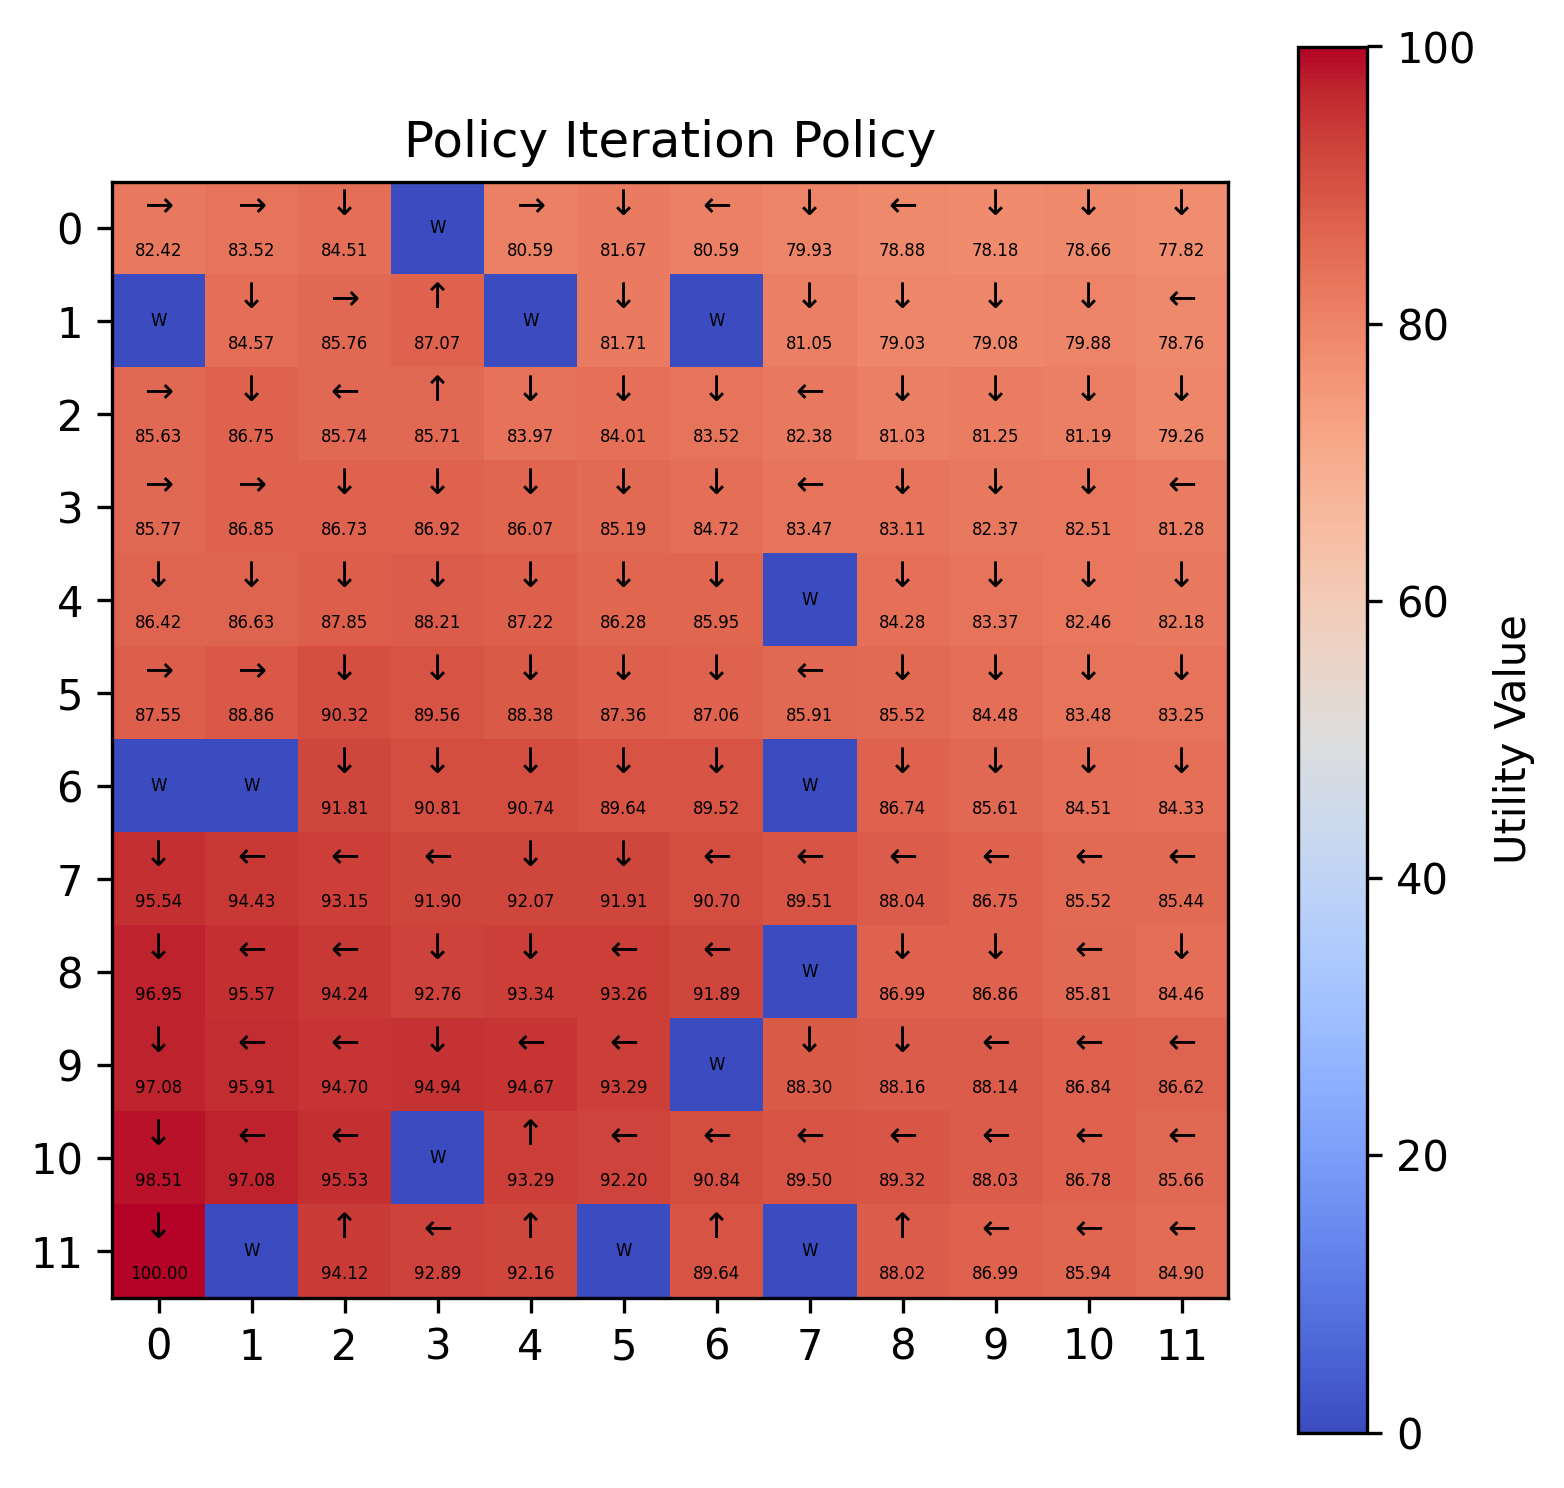 Policy Iteration Policy
0 → → ↓ W → ↓ ← ↓ ← ↓ ↓ ↓
82.42 83.52 84.51 80.59 81.67 80.59 79.93 78.88 78.18 78.66 77.82
1 W ↓ → ↑ W ↓ W ↓ ↓ ↓ ↓ ←
84.57 85.76 87.07 81.71 81.05 79.03 79.08 79.88 78.76
2 → ↓ ← ↑ ↓ ↓ ↓ ← ↓ ↓ ↓ ↓
85.63 86.75 85.74 85.71 83.97 84.01 83.52 82.38 81.03 81.25 81.19 79.26
3 → → ↓ ↓ ↓ ↓ ↓ ← ↓ ↓ ↓ ←
85.77 86.85 86.73 86.92 86.07 85.19 84.72 83.47 83.11 82.37 82.51 81.28
4 ↓ ↓ ↓ ↓ ↓ ↓ ↓ W ↓ ↓ ↓ ↓
86.42 86.63 87.85 88.21 87.22 86.28 85.95 84.28 83.37 82.46 82.18
5 → → ↓ ↓ ↓ ↓ ↓ ← ↓ ↓ ↓ ↓
87.55 88.86 90.32 89.56 88.38 87.36 87.06 85.91 85.52 84.48 83.48 83.25
6 W W ↓ ↓ ↓ ↓ ↓ W ↓ ↓ ↓ ↓
91.81 90.81 90.74 89.64 89.52 86.74 85.61 84.51 84.33
7 ↓ ← ← ← ↓ ↓ ← ← ← ← ← ←
95.54 94.43 93.15 91.90 92.07 91.91 90.70 89.51 88.04 86.75 85.52 85.44
8 ↓ ← ← ↓ ↓ ← ← W ↓ ↓ ← ↓
96.95 95.57 94.24 92.76 93.34 93.26 91.89 86.99 86.86 85.81 84.46
9 ↓ ← ← ↓ ← ← W ↓ ↓ ← ← ←
97.08 95.91 94.70 94.94 94.67 93.29 88.30 88.16 88.14 86.84 86.62
10 ↓ ← ← W ↑ ← ← ← ← ← ← ←
98.51 97.08 95.53 93.29 92.20 90.84 89.50 89.32 88.03 86.78 85.66
11 ↓ W ↑ ← ↑ W ↑ W ↑ ← ← ←
100.00 94.12 92.89 92.16 89.64 88.02 86.99 85.94 84.90
0 1 2 3 4 5 6 7 8 9 10 11
100
80
60
40
20
0
Utility Value